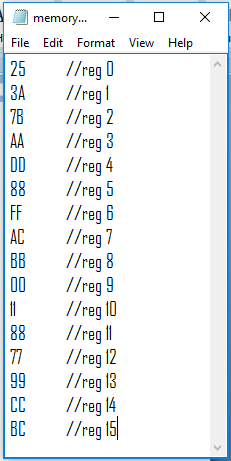 memory...
File Edit Format View Help
25 //reg 0
3A //reg 1
7B //reg 2
AA //reg 3
DD //reg 4
88 //reg 5
FF //reg 6
AC //reg 7
BB //reg 8
00 //reg 9
11 //reg 10
88 //reg 11
77 //reg 12
99 //reg 13
CC //reg 14
BC //reg 15